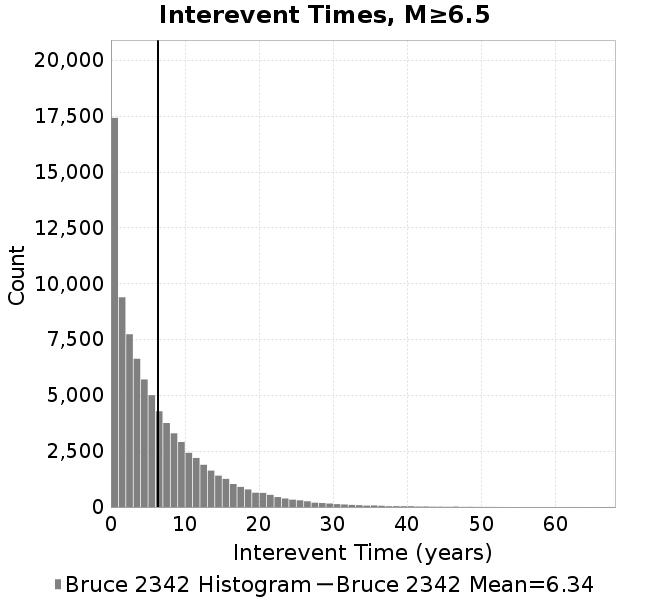 Interevent Times, M≥6.5
20,000
17,500
15,000
12,500
10,000
7,500
5,000
2,500
0
Count
0 10 20 30 40 50 60
Interevent Time (years)
Bruce 2342 Histogram Bruce 2342 Mean=6.34